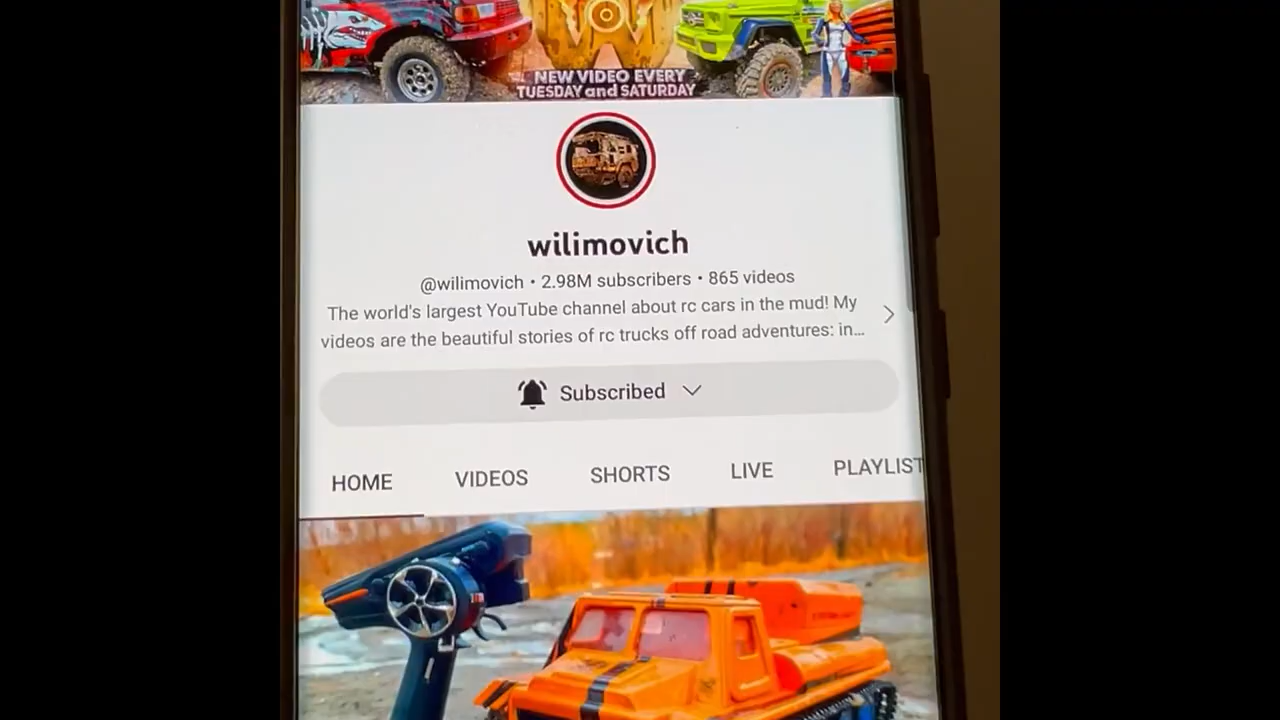 NEW VIDEO EVERY
TUESDAY and SATURDAY
wilimovich
@wilimovich • 2.98M subscribers • 865 videos
The world's largest YouTube channel about rc cars in the mud! My
videos are the beautiful stories of rc trucks off road adventures: in...
Subscribed
HOME VIDEOS SHORTS LIVE PLAYLIST